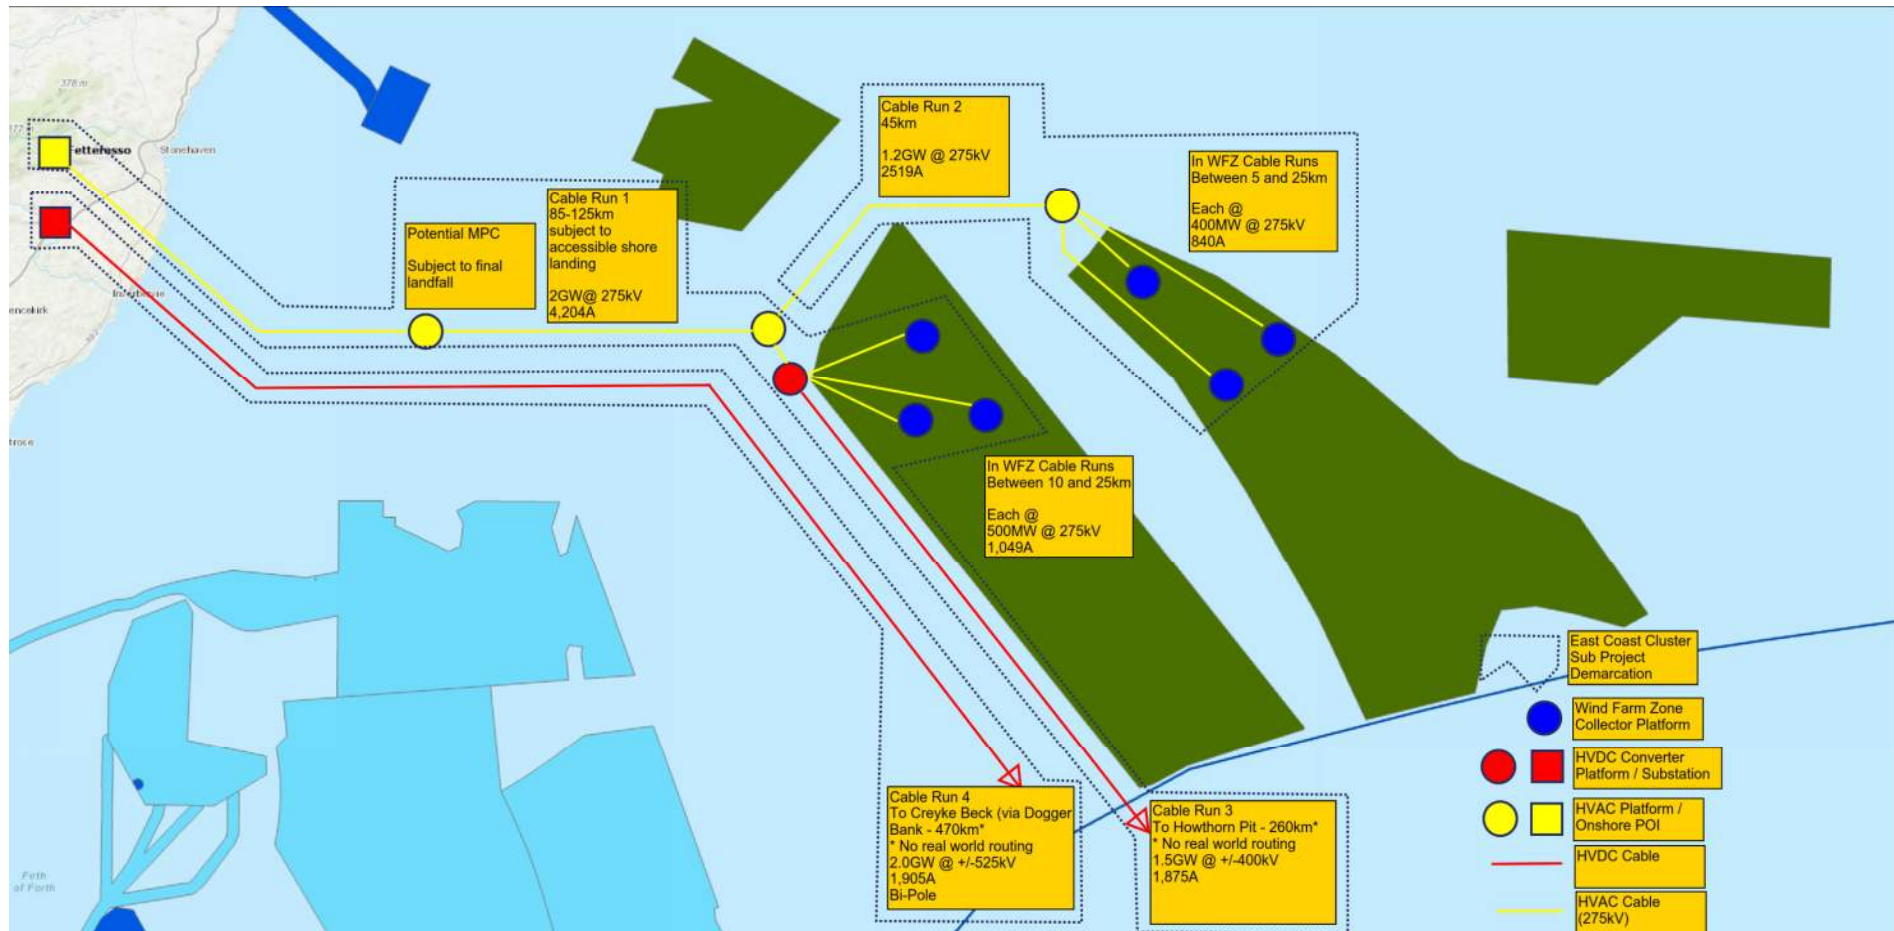 378 m
Stonehaven
Cable Run 1
85-125km
subject to
accessible shore
landing
2GW@ 275kV
4,204A
Potential MPC
Subject to final
landfall
Cable Run 2
45km
1.2GW @ 275kV
2519A
In WFZ Cable Runs
Between 5 and 25km
Each @
400MW @ 275kV
840A
In WFZ Cable Runs
Between 10 and 25km
Each @
500MW @ 275kV
1,049A
Cable Run 4
To Creyke Beck (via Dogger
Bank - 470km*
* No real world routing
2.0GW @ +/-525kV
1,905A
Bi-Pole
Cable Run 3
To Howthorn Pit - 260km*
* No real world routing
1.5GW @ +/-400kV
1,875A
East Coast Cluster
Sub Project
Demarcation
Wind Farm Zone
Collector Platform
HVDC Converter
Platform / Substation
HVAC Platform /
Onshore POI
HVDC Cable
HVAC Cable
(275kV)
encekirk
trose
of Forth